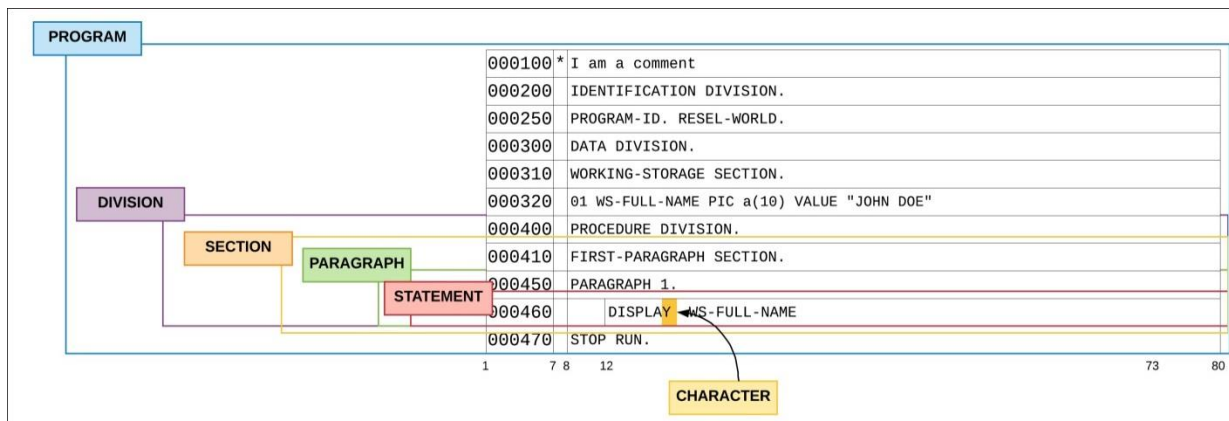 PROGRAM
000100 * I am a comment
000200 IDENTIFICATION DIVISION.
000250 PROGRAM-ID. RESEL-WORLD.
000300 DATA DIVISION.
000310 WORKING-STORAGE SECTION.
DIVISION
000320 01 WS-FULL-NAME PIC a(10) VALUE "JOHN DOE"
000400 PROCEDURE DIVISION.
SECTION
000410 FIRST-PARAGRAPH SECTION.
PARAGRAPH
000450 PARAGRAPH 1.
STATEMENT
000460 DISPLAY WS-FULL-NAME
000470 STOP RUN.
1 7 8 12 73 80
CHARACTER